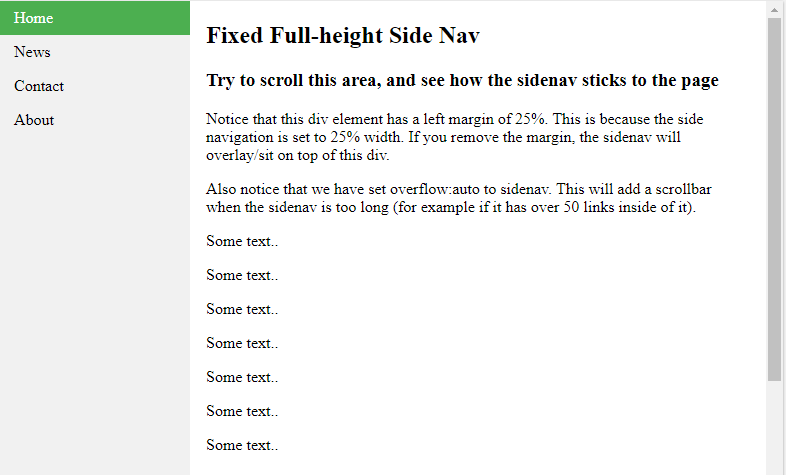 Home
News
Contact
About
Fixed Full-height Side Nav
Try to scroll this area, and see how the sidenav sticks to the page
Notice that this div element has a left margin of 25%. This is because the side
navigation is set to 25% width. If you remove the margin, the sidenav will
overlay/sit on top of this div.
Also notice that we have set overflow:auto to sidenav. This will add a scrollbar
when the sidenav is too long (for example if it has over 50 links inside of it).
Some text..
Some text..
Some text..
Some text..
Some text..
Some text..
Some text..